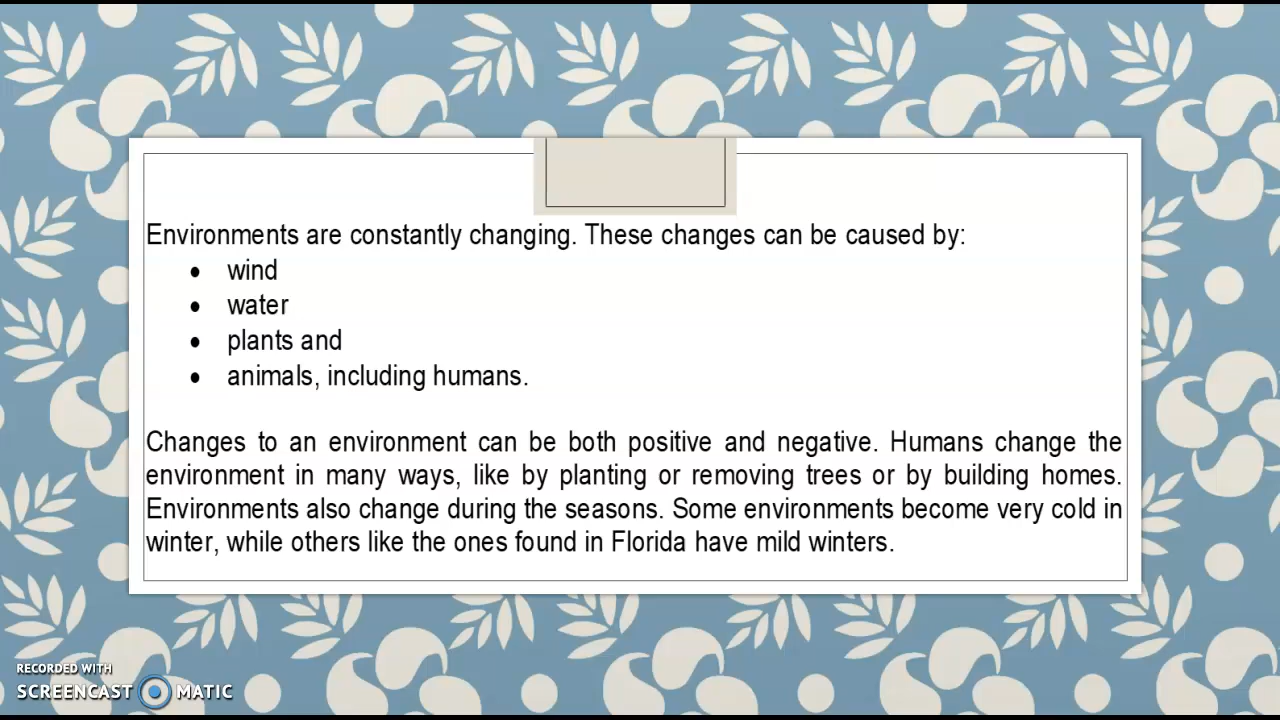 Environments are constantly changing. These changes can be caused by:
• wind
• water
• plants and
• animals, including humans.
Changes to an environment can be both positive and negative. Humans change the
environment in many ways, like by planting or removing trees or by building homes.
Environments also change during the seasons. Some environments become very cold in
winter, while others like the ones found in Florida have mild winters.
RECORDED WITH
SCREENCAST MATIC